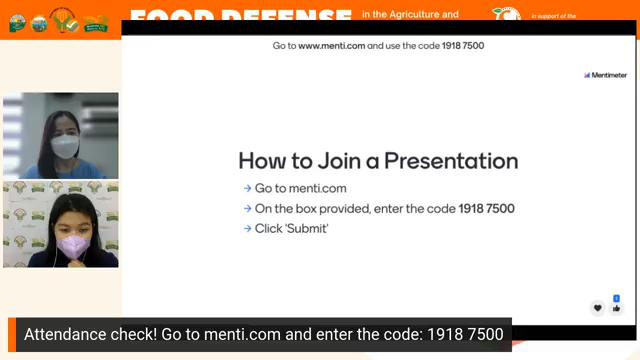 FOOD DEFENSE
in the Agriculture and
in support of the
Go to www.menti.com and use the code 1918 7500
Mentimeter
How to Join a Presentation
→ Go to menti.com
→ On the box provided, enter the code 1918 7500
→ Click 'Submit'
Attendance check! Go to menti.com and enter the code: 1918 7500